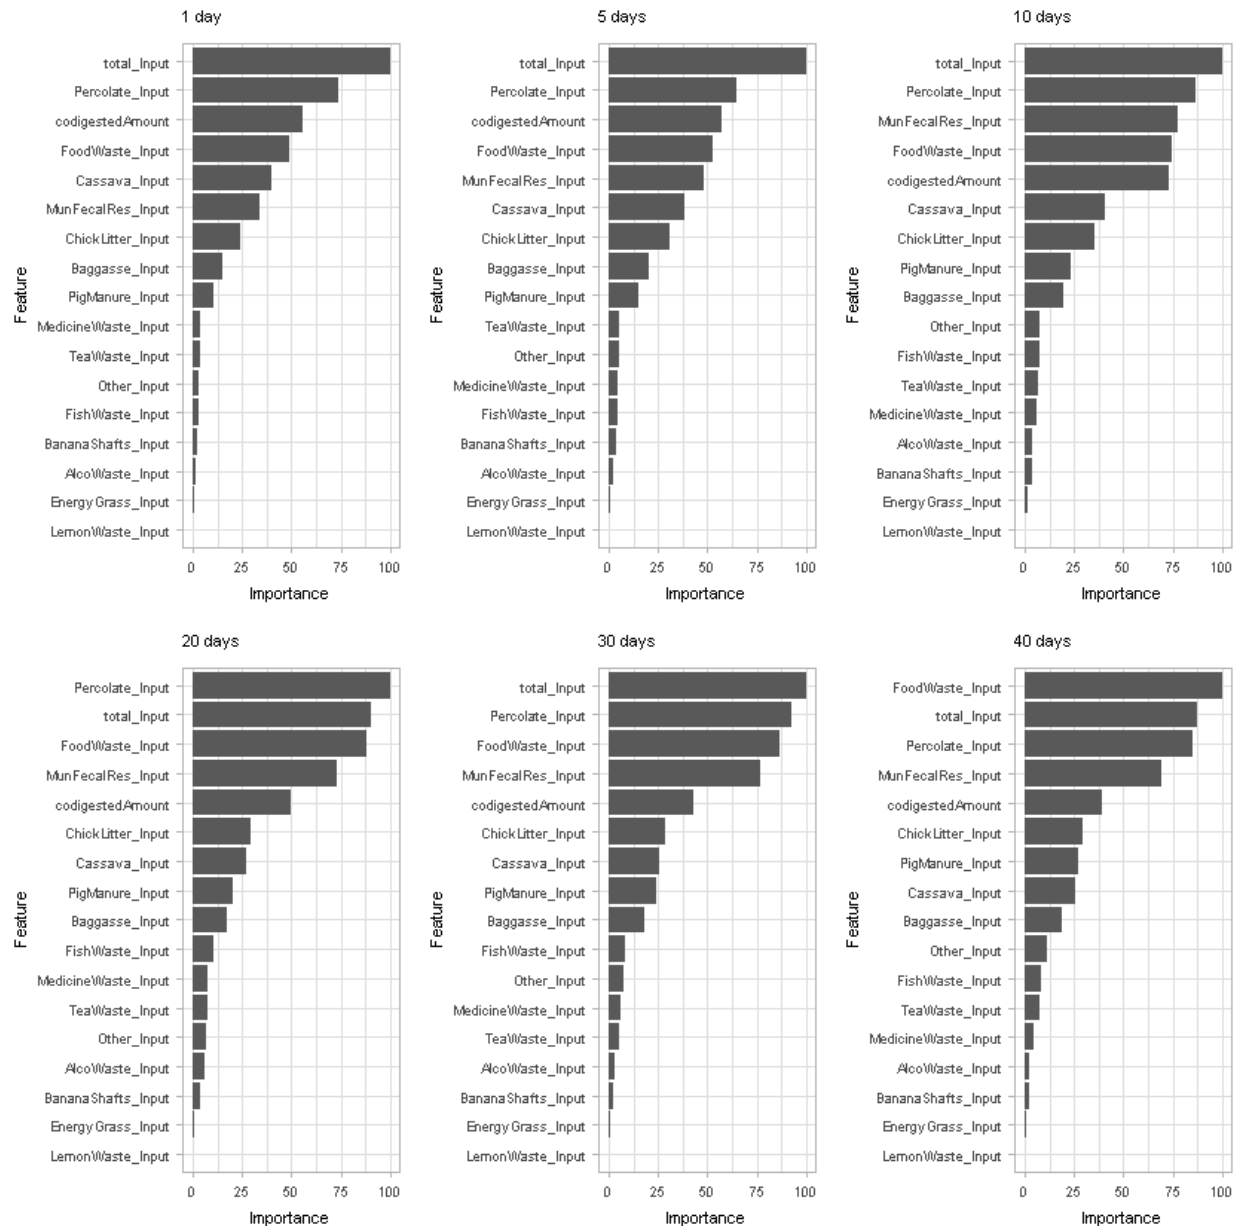 1 day
total_Input
Percolate_Input
codigestedAmount
FoodWaste_Input
Cassava_Input
MunFecalRes_Input
ChickLitter_Input
Baggasse_Input
PigManure_Input
MedicineWaste_Input
TeaWaste_Input
Other_Input
FishWaste_Input
BananaShafts_Input
AlcoWaste_Input
EnergyGrass_Input
LemonWaste_Input
Feature
0 25 50 75 100
Importance
5 days
total_Input
Percolate_Input
codigestedAmount
FoodWaste_Input
MunFecalRes_Input
Cassava_Input
ChickLitter_Input
Baggasse_Input
PigManure_Input
TeaWaste_Input
Other_Input
MedicineWaste_Input
FishWaste_Input
BananaShafts_Input
AlcoWaste_Input
EnergyGrass_Input
LemonWaste_Input
Feature
0 25 50 75 100
Importance
10 days
total_Input
Percolate_Input
MunFecalRes_Input
FoodWaste_Input
codigestedAmount
Cassava_Input
ChickLitter_Input
PigManure_Input
Baggasse_Input
Other_Input
FishWaste_Input
TeaWaste_Input
MedicineWaste_Input
AlcoWaste_Input
BananaShafts_Input
EnergyGrass_Input
LemonWaste_Input
Feature
0 25 50 75 100
Importance
20 days
Percolate_Input
total_Input
FoodWaste_Input
MunFecalRes_Input
codigestedAmount
ChickLitter_Input
Cassava_Input
PigManure_Input
Baggasse_Input
FishWaste_Input
MedicineWaste_Input
TeaWaste_Input
Other_Input
AlcoWaste_Input
BananaShafts_Input
EnergyGrass_Input
LemonWaste_Input
Feature
0 25 50 75 100
Importance
30 days
total_Input
Percolate_Input
FoodWaste_Input
MunFecalRes_Input
codigestedAmount
ChickLitter_Input
Cassava_Input
PigManure_Input
Baggasse_Input
FishWaste_Input
Other_Input
MedicineWaste_Input
TeaWaste_Input
AlcoWaste_Input
BananaShafts_Input
EnergyGrass_Input
LemonWaste_Input
Feature
0 25 50 75 100
Importance
40 days
FoodWaste_Input
total_Input
Percolate_Input
MunFecalRes_Input
codigestedAmount
ChickLitter_Input
PigManure_Input
Cassava_Input
Baggasse_Input
Other_Input
FishWaste_Input
TeaWaste_Input
MedicineWaste_Input
AlcoWaste_Input
BananaShafts_Input
EnergyGrass_Input
LemonWaste_Input
Feature
0 25 50 75 100
Importance